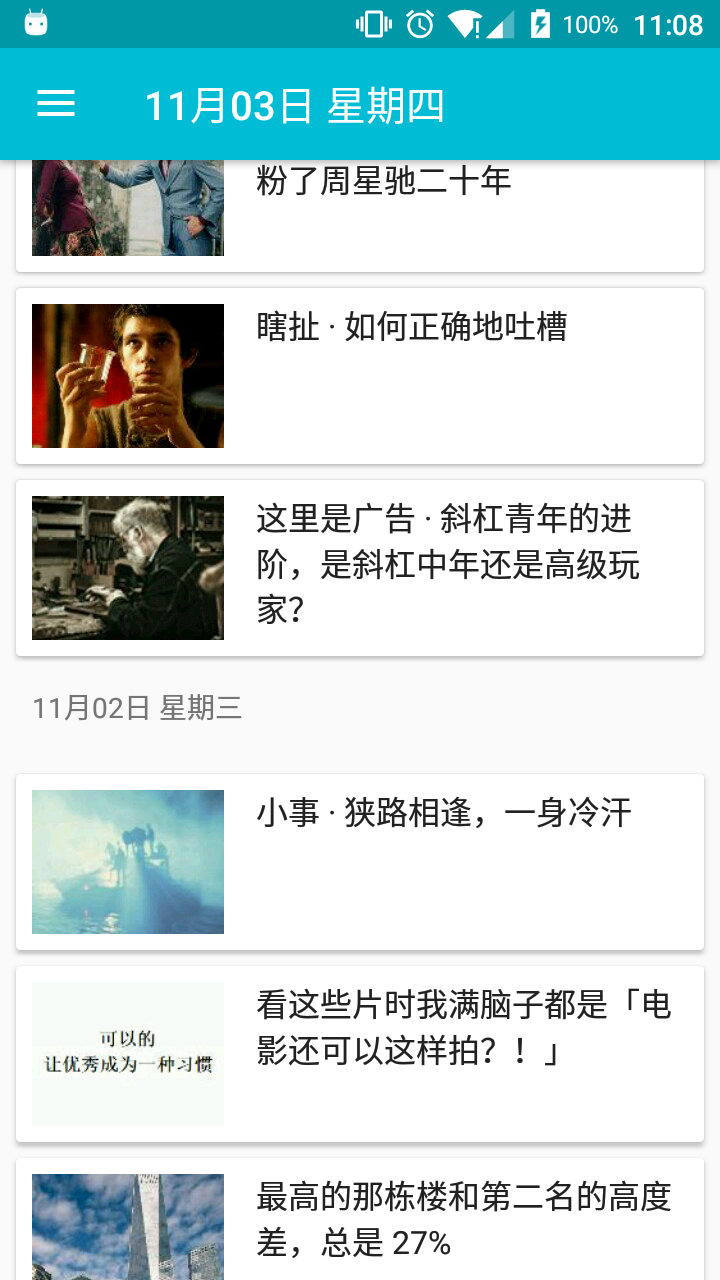 100% 11:08
11月03日 星期四
粉了周星驰二十年
瞎扯 · 如何正确地吐槽
这里是广告 · 斜杠青年的进
阶，是斜杠中年还是高级玩
家？
11月02日 星期三
小事 · 狭路相逢，一身冷汗
可以的
让优秀成为一种习惯
看这些片时我满脑子都是「电
影还可以这样拍？！」
最高的那栋楼和第二名的高度
差，总是 27%